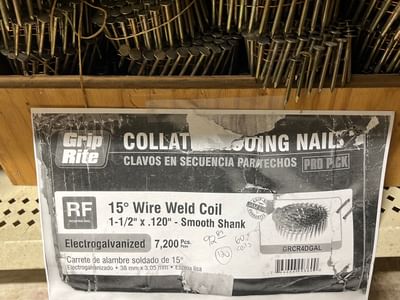 Grip
Rite
COLLAT
NAILS
CLAVOS EN SECUENCIA PARA TECHOS
PRO PACK
RF
15° Wire Weld Coil
1-1/2" x .120" - Smooth Shank
Electrogalvanized
7,200 Pcs.
GRCR4DGAL
Carrete de alambre soldado de 15°
Electrogalvanizado • 38 mm x 3,05 mm • Lisa